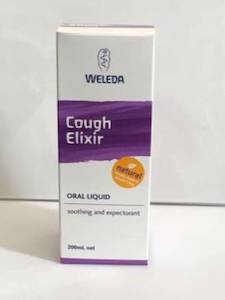 WELEDA
Cough
Elixir
natural
ORAL LIQUID
soothing and expectorant
200mL net